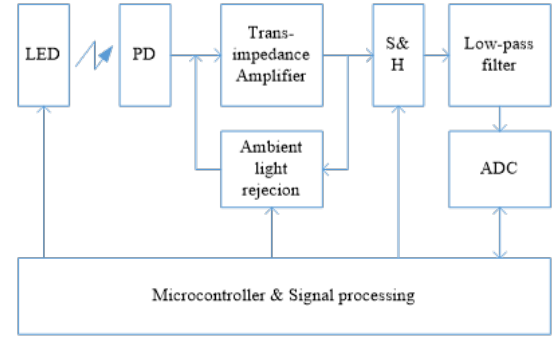 LED
PD
Trans-
impedance
Amplifier
S&
H
Low-pass
filter
Ambient
light
rejecion
ADC
Microcontroller & Signal processing